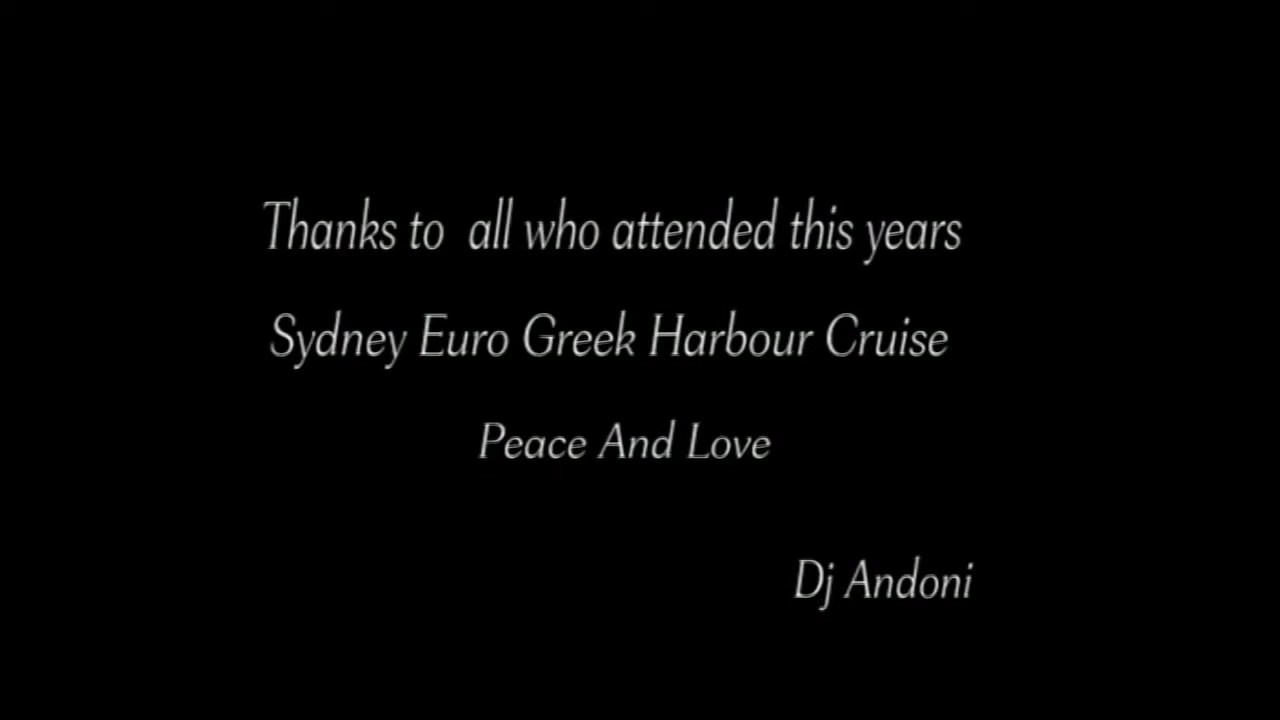 Thanks to  all who attended this years
Sydney Euro Greek Harbour Cruise
Peace And Love
Dj Andoni